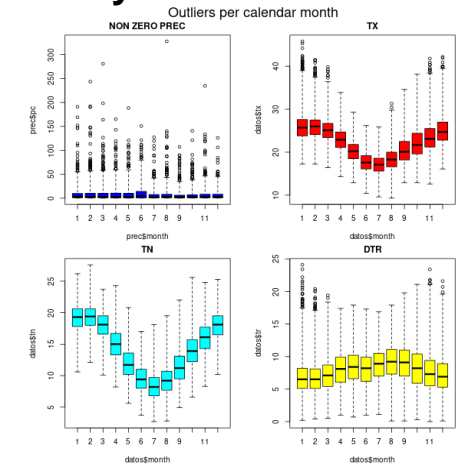 Outliers per calendar month
NON ZERO PREC
prec$pc
0 50 100 150 200 250 300
1 2 3 4 5 6 7 8 9 11
prec$month
TX
datos$tx
10 20 30 40
1 2 3 4 5 6 7 8 9 11
datos$month
TN
datos$tn
5 10 15 20 25
1 2 3 4 5 6 7 8 9 11
datos$month
DTR
datos$tr
0 5 10 15 20 25
1 2 3 4 5 6 7 8 9 11
datos$month